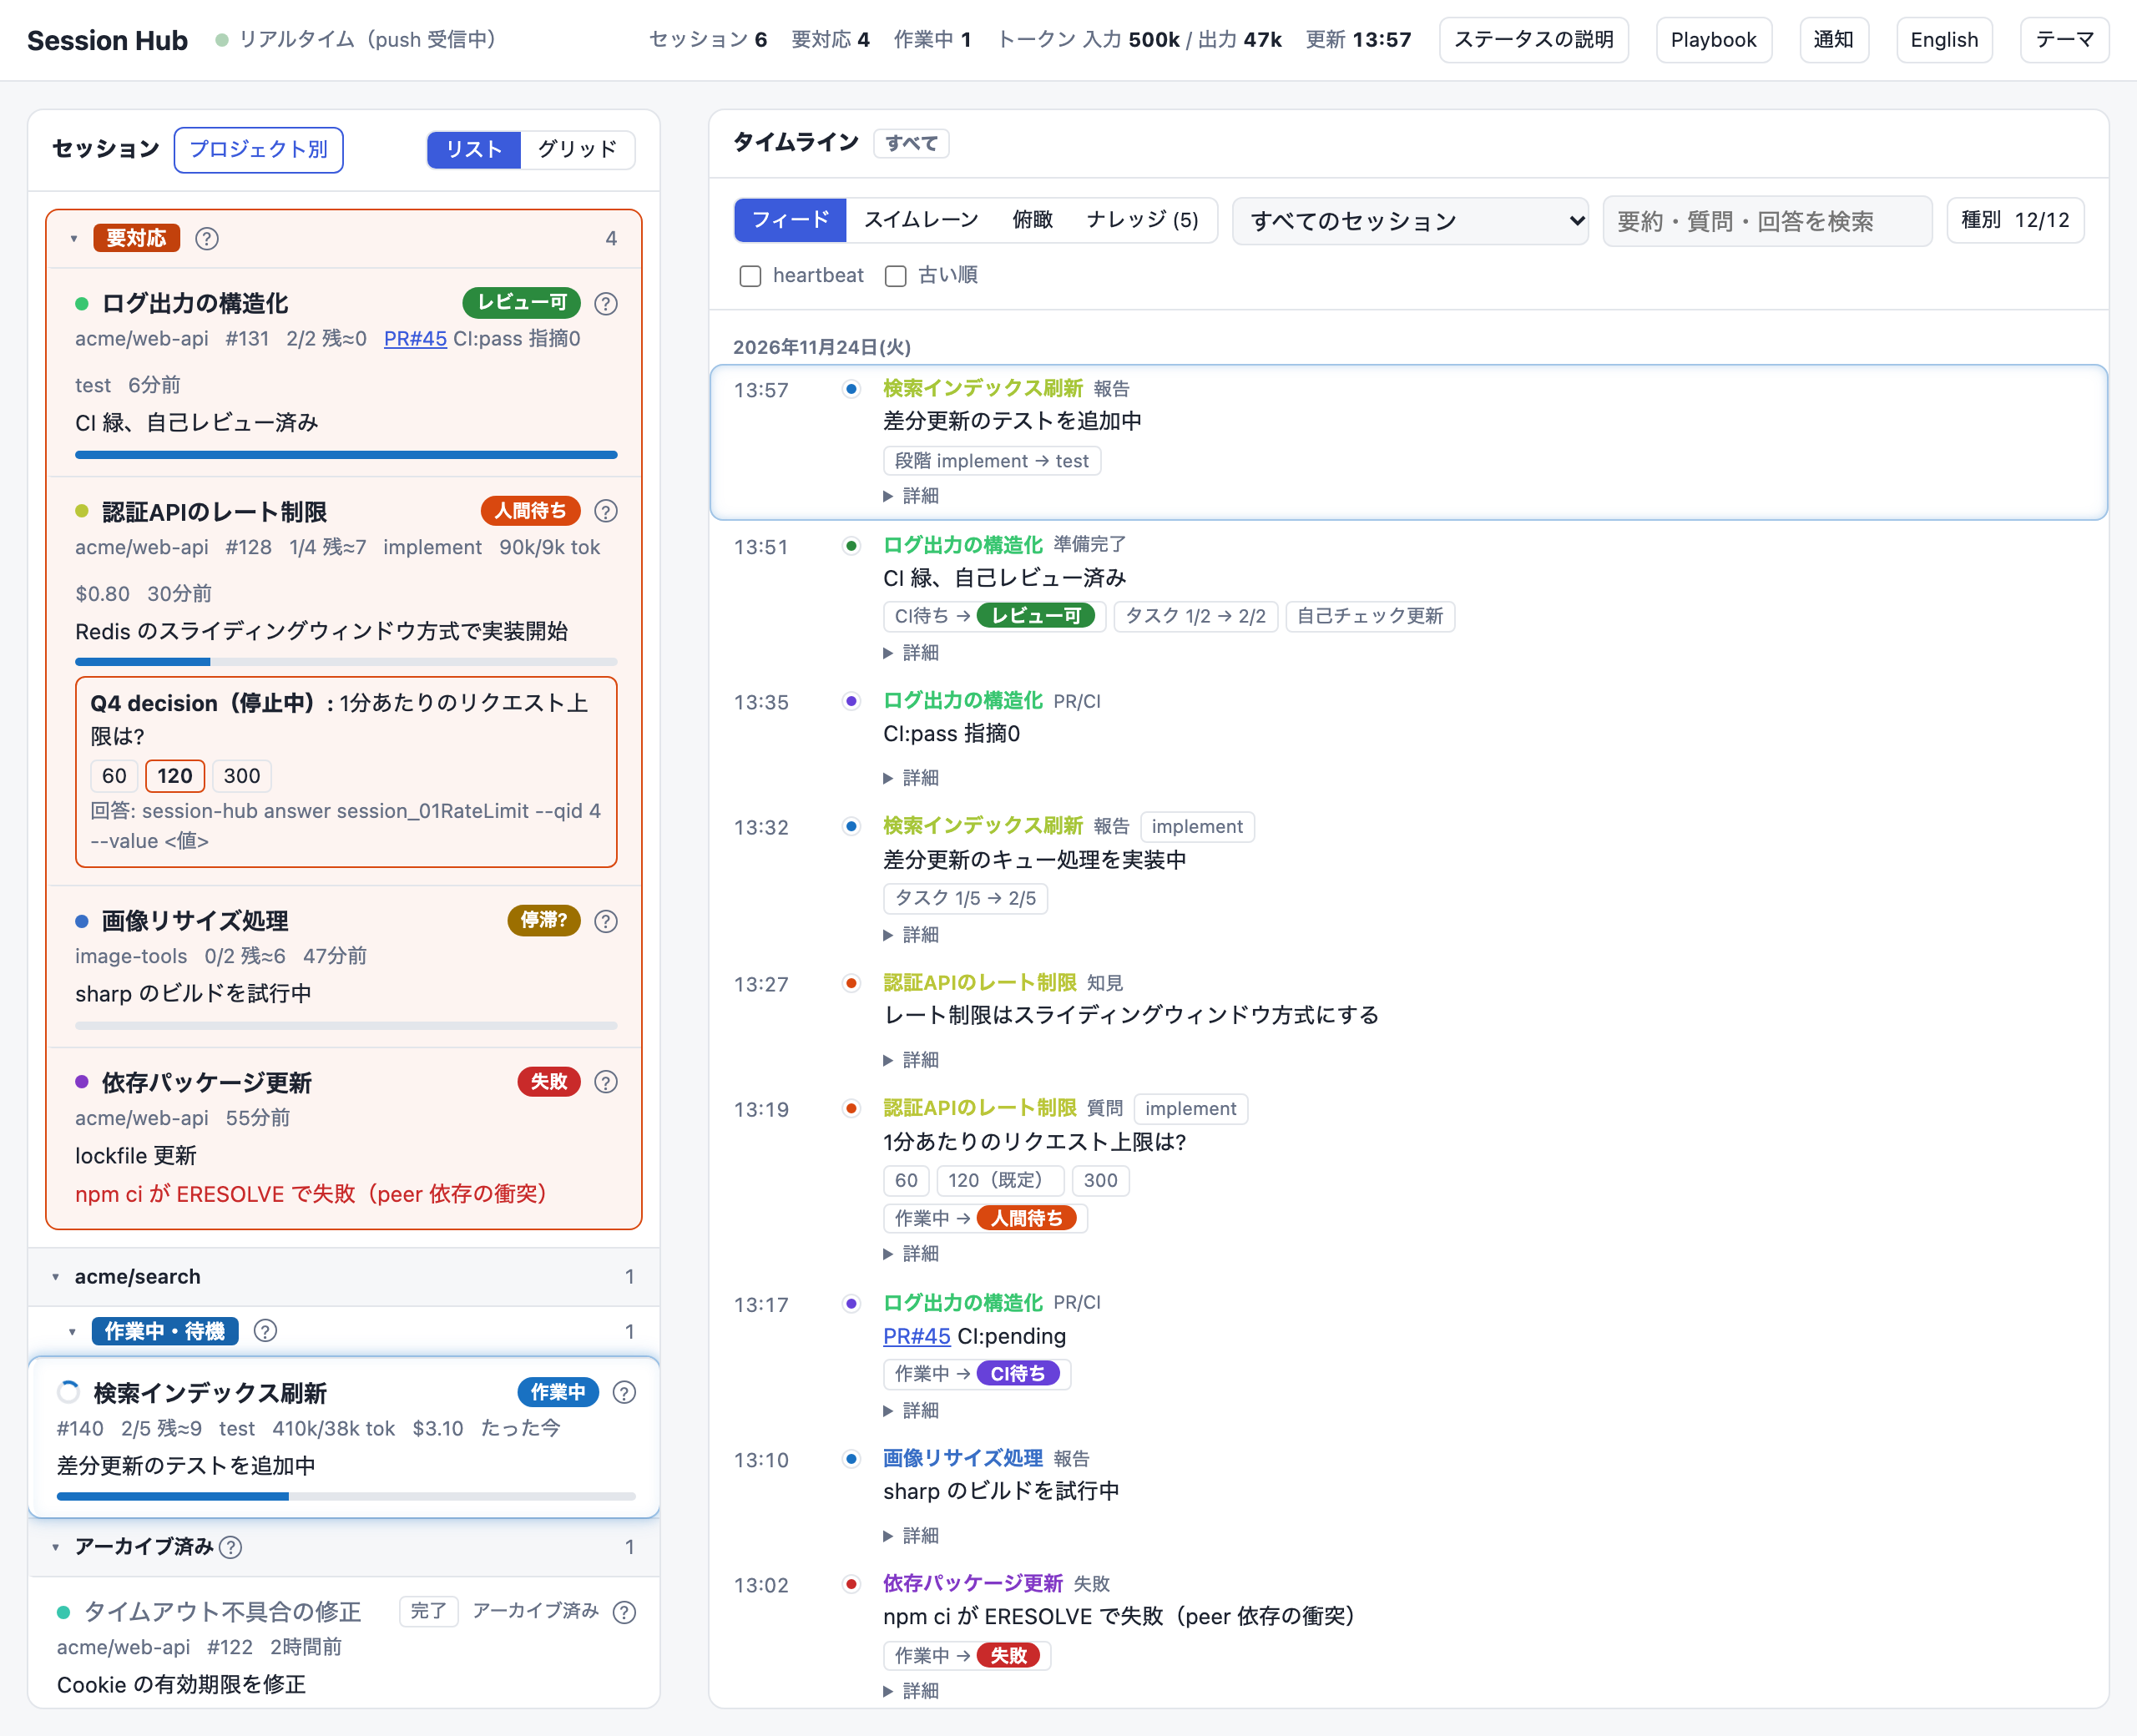 Session Hub
リアルタイム（push 受信中）
セッション 6 要対応 4 作業中 1 トークン 入力 500k / 出力 47k 更新 13:57
ステータスの説明
Playbook
通知
English
テーマ
セッション
プロジェクト別
リスト
グリッド
▼ 要対応 ? 4
ログ出力の構造化 レビュー可 ?
acme/web-api #131 2/2 残≈0 PR#45 CI:pass 指摘0
test 6分前
CI 緑、自己レビュー済み
認証APIのレート制限 人間待ち ?
acme/web-api #128 1/4 残≈7 implement 90k/9k tok
$0.80 30分前
Redis のスライディングウィンドウ方式で実装開始
Q4 decision（停止中）: 1分あたりのリクエスト上
限は?
60 120 300
回答: session-hub answer session_01RateLimit --qid 4
--value <値>
画像リサイズ処理 停滞? ?
image-tools 0/2 残≈6 47分前
sharp のビルドを試行中
依存パッケージ更新 失敗 ?
acme/web-api 55分前
lockfile 更新
npm ci が ERESOLVE で失敗（peer 依存の衝突）
▼ acme/search 1
▼ 作業中・待機 ? 1
検索インデックス刷新 作業中 ?
#140 2/5 残≈9 test 410k/38k tok $3.10 たった今
差分更新のテストを追加中
▼ アーカイブ済み ? 1
タイムアウト不具合の修正 完了 アーカイブ済み ?
acme/web-api #122 2時間前
Cookie の有効期限を修正
タイムライン すべて
フィード スイムレーン 俯瞰 ナレッジ (5) すべてのセッション 要約・質問・回答を検索 種別 12/12
heartbeat 古い順
2026年11月24日(火)
13:57 検索インデックス刷新 報告
差分更新のテストを追加中
段階 implement → test
▶ 詳細
13:51 ログ出力の構造化 準備完了
CI 緑、自己レビュー済み
CI待ち → レビュー可 タスク 1/2 → 2/2 自己チェック更新
▶ 詳細
13:35 ログ出力の構造化 PR/CI
CI:pass 指摘0
▶ 詳細
13:32 検索インデックス刷新 報告 implement
差分更新のキュー処理を実装中
タスク 1/5 → 2/5
▶ 詳細
13:27 認証APIのレート制限 知見
レート制限はスライディングウィンドウ方式にする
▶ 詳細
13:19 認証APIのレート制限 質問 implement
1分あたりのリクエスト上限は?
60 120（既定） 300
作業中 → 人間待ち
▶ 詳細
13:17 ログ出力の構造化 PR/CI
PR#45 CI:pending
作業中 → CI待ち
▶ 詳細
13:10 画像リサイズ処理 報告
sharp のビルドを試行中
▶ 詳細
13:02 依存パッケージ更新 失敗
npm ci が ERESOLVE で失敗（peer 依存の衝突）
作業中 → 失敗
▶ 詳細